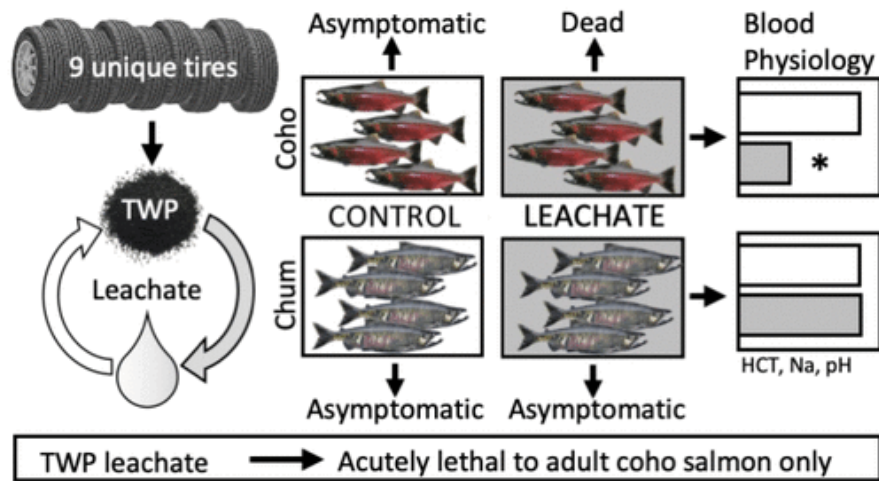 9 unique tires
TWP
Leachate
Asymptomatic
Dead
Blood
Physiology
Coho
*
CONTROL
LEACHATE
Chum
HCT, Na, pH
Asymptomatic
Asymptomatic
TWP leachate
Acutely lethal to adult coho salmon only